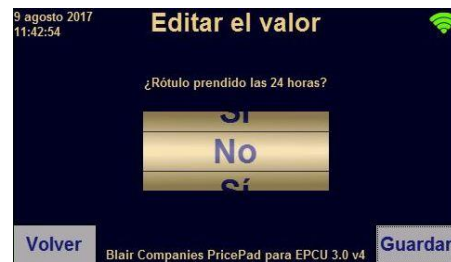 9 agosto 2017
11:42:54
Editar el valor
¿Rótulo prendido las 24 horas?
Sí
No
Sí
Volver
Blair Companies PricePad para EPCU 3.0 v4
Guardar